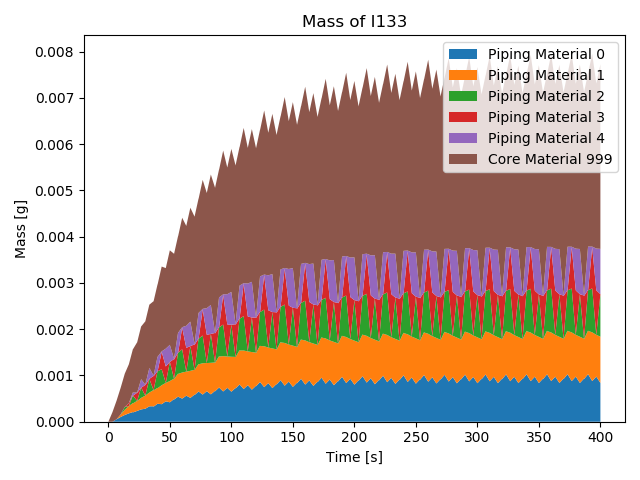 Mass of I133
0.008
0.007
0.006
0.005
0.004
0.003
0.002
0.001
0.000
Mass [g]
Piping Material 0
Piping Material 1
Piping Material 2
Piping Material 3
Piping Material 4
Core Material 999
0 50 100 150 200 250 300 350 400
Time [s]